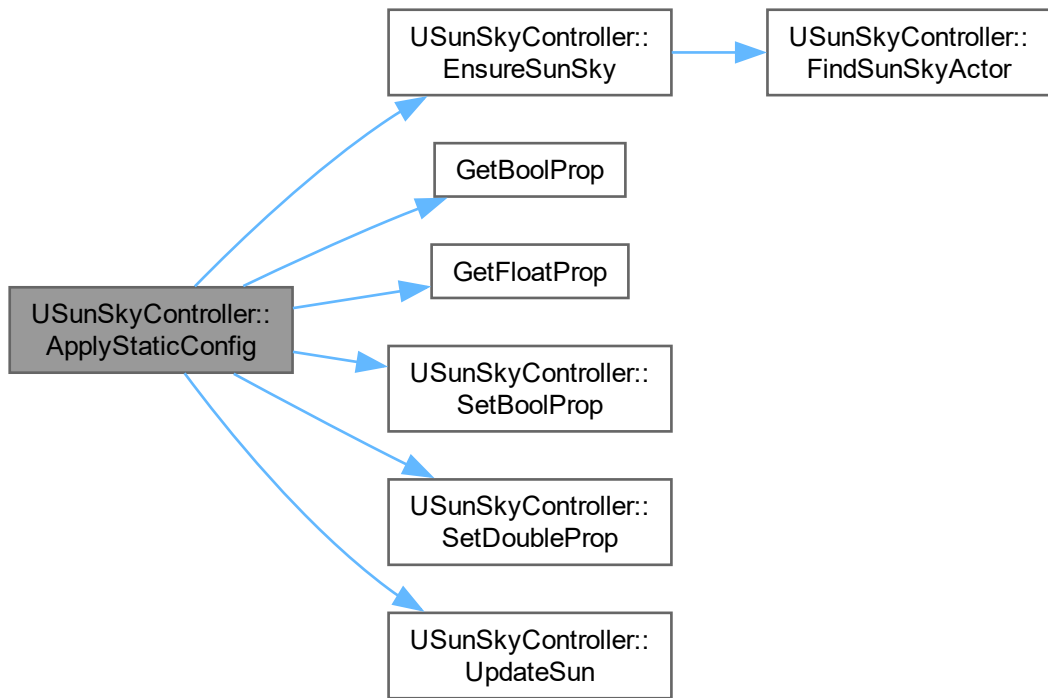 USunSkyController::
EnsureSunSky
USunSkyController::
FindSunSkyActor
GetBoolProp
GetFloatProp
USunSkyController::
ApplyStaticConfig
USunSkyController::
SetBoolProp
USunSkyController::
SetDoubleProp
USunSkyController::
UpdateSun